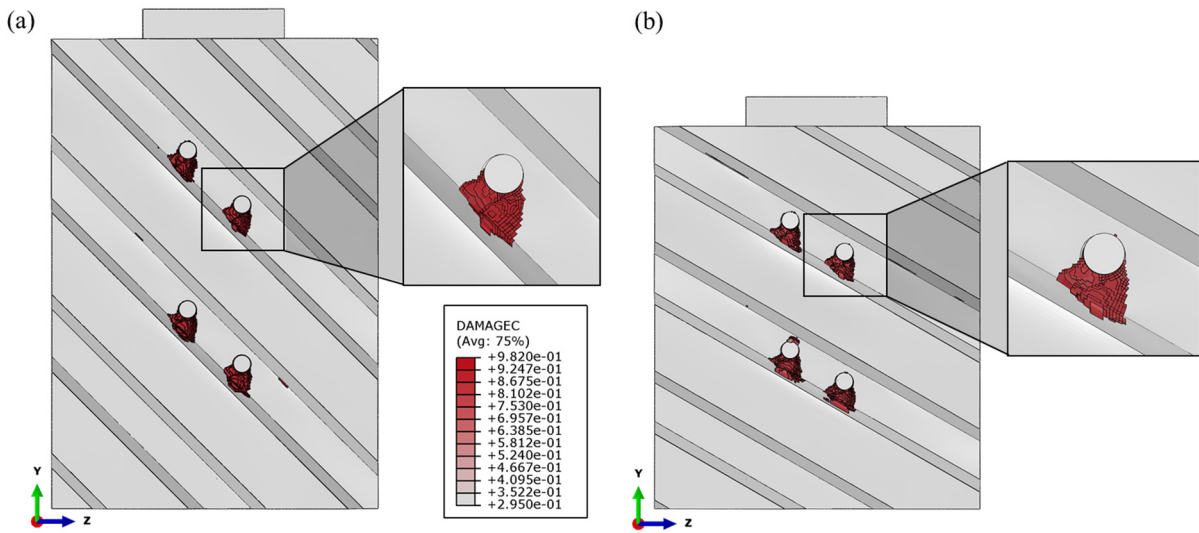 (a)
(b)
DAMAGEC
(Avg: 75%)
+9.820e-01
+9.247e-01
+8.675e-01
+8.102e-01
+7.530e-01
+6.957e-01
+6.385e-01
+5.812e-01
+5.240e-01
+4.667e-01
+4.095e-01
+3.522e-01
+2.950e-01
Y
Z
Y
Z